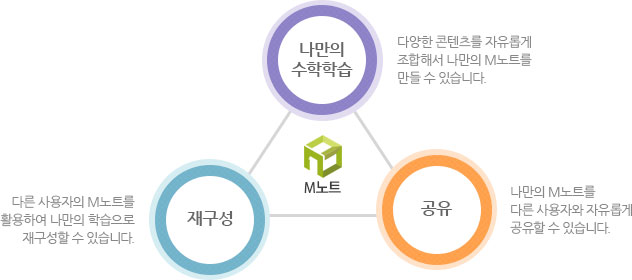 나만의
수학학습
다양한 콘텐츠를 자유롭게
조합해서 나만의 M노트를
만들 수 있습니다.
M노트
다른 사용자의 M노트를
활용하여 나만의 학습으로
재구성할 수 있습니다.
재구성
공유
나만의 M노트를
다른 사용자와 자유롭게
공유할 수 있습니다.